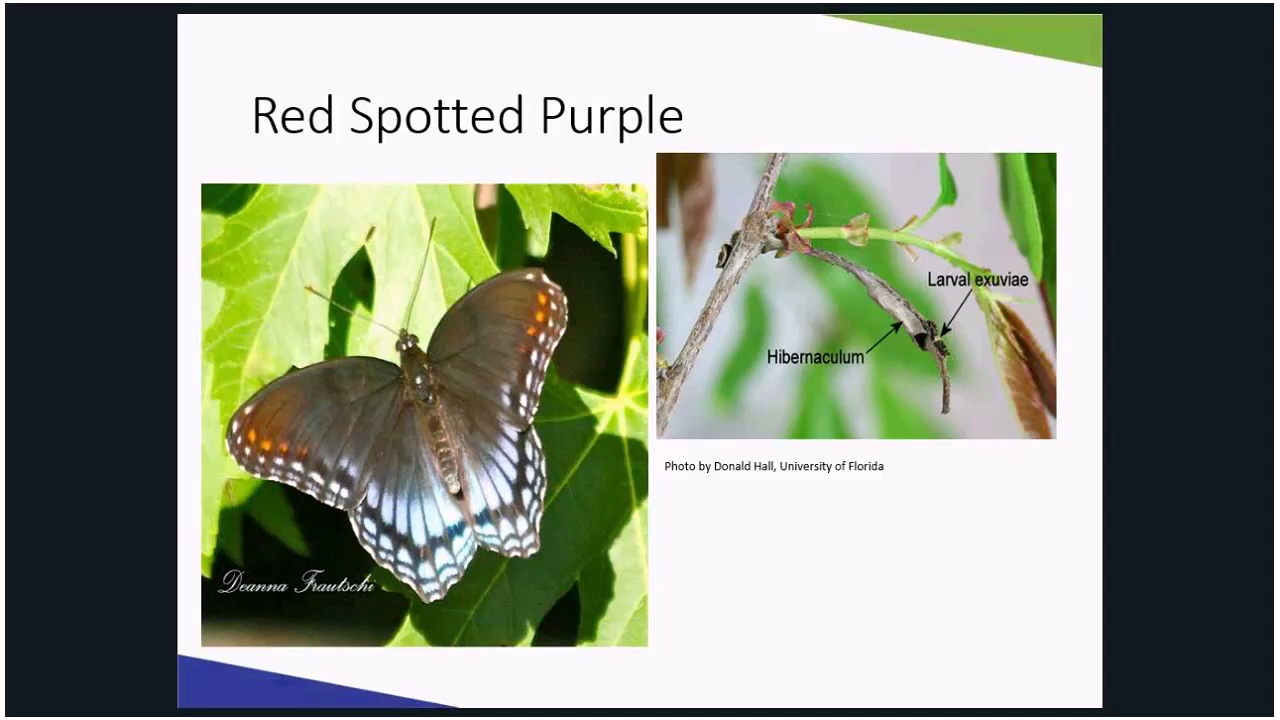 Red Spotted Purple
Larval exuviae
Hibernaculum
Photo by Donald Hall, University of Florida
Deanna Frautschi